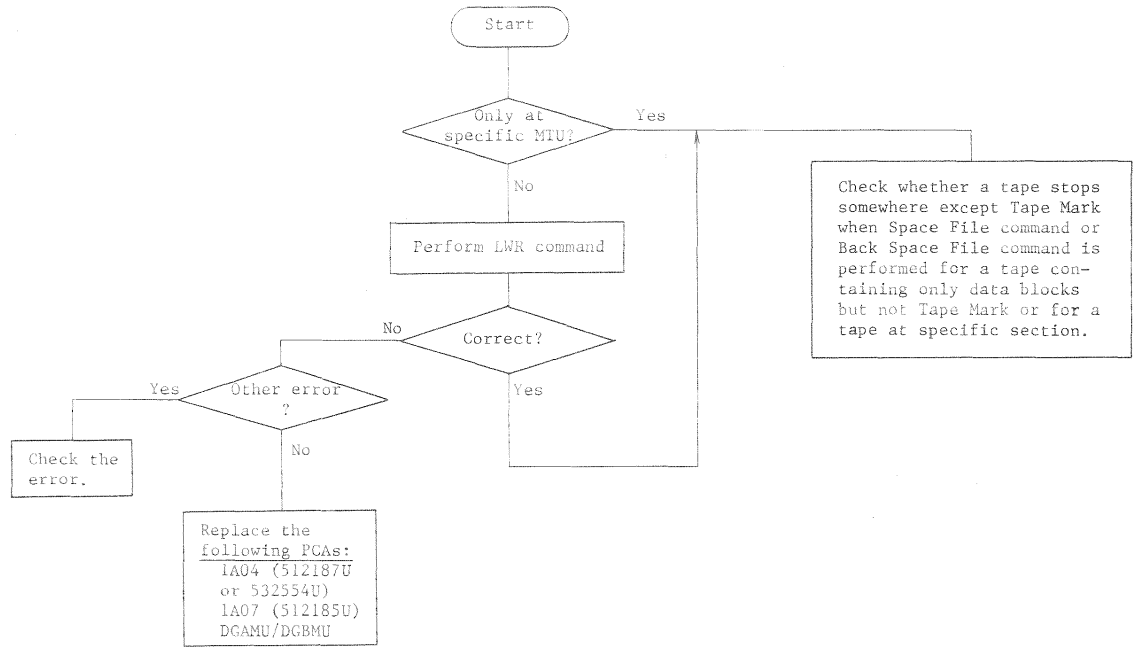 Start
Only at
specific MTU?
Yes
No
Check whether a tape stops
somewhere except Tape Mark
when Space File command or
Back Space File command is
performed for a tape con-
taining only data blocks
but not Tape Mark or for a
tape at specific section.
Perform LWR command
Correct?
No
Yes
Other error
?
Yes
No
Check the
error.
Replace the
following PCAs:
1A04 (512187U
or 532554U)
1A07 (512185U)
DGAMU/DGBMU